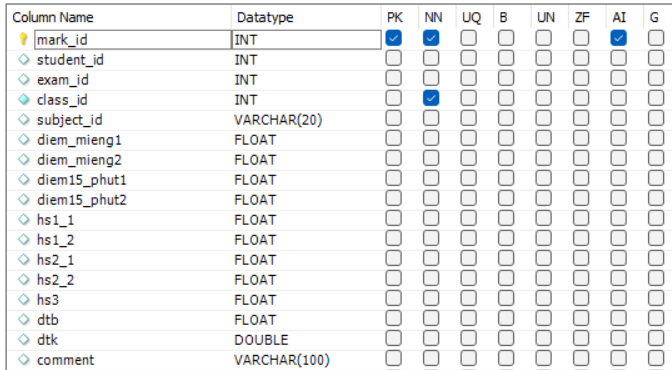 Column Name Datatype PK NN UQ B UN ZF AI G
mark_id INT
student_id INT
exam_id INT
class_id INT
subject_id VARCHAR(20)
diem_mieng1 FLOAT
diem_mieng2 FLOAT
diem15_phut1 FLOAT
diem15_phut2 FLOAT
hs1_1 FLOAT
hs1_2 FLOAT
hs2_1 FLOAT
hs2_2 FLOAT
hs3 FLOAT
dtb FLOAT
dtk DOUBLE
comment VARCHAR(100)